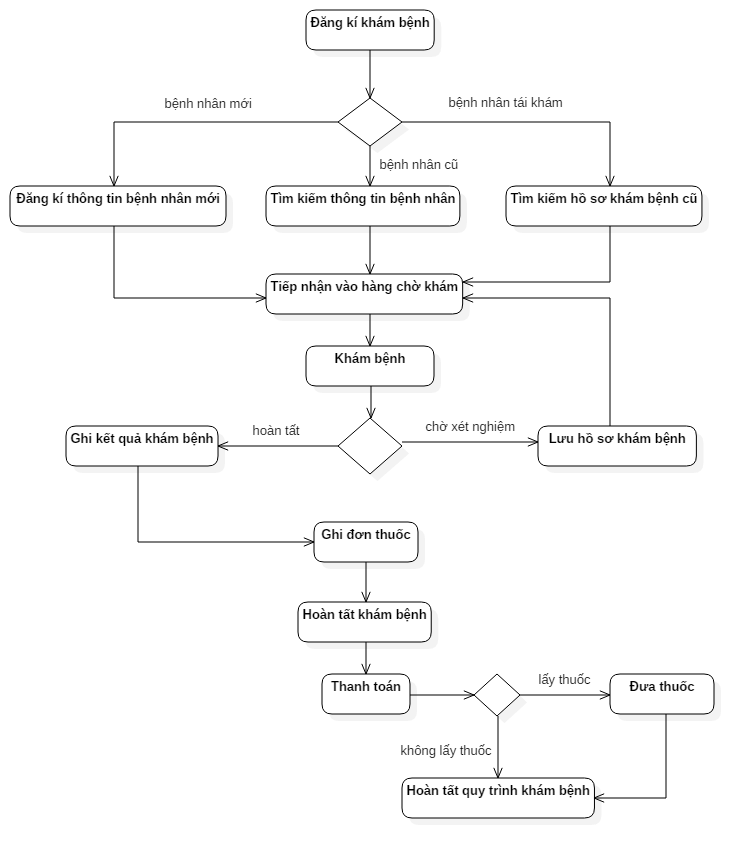 Đăng kí khám bệnh
bệnh nhân mới
bệnh nhân tái khám
bệnh nhân cũ
Đăng kí thông tin bệnh nhân mới
Tìm kiếm thông tin bệnh nhân
Tìm kiếm hồ sơ khám bệnh cũ
Tiếp nhận vào hàng chờ khám
Khám bệnh
hoàn tất
chờ xét nghiệm
Ghi kết quả khám bệnh
Lưu hồ sơ khám bệnh
Ghi đơn thuốc
Hoàn tất khám bệnh
Thanh toán
lấy thuốc
Đưa thuốc
không lấy thuốc
Hoàn tất quy trình khám bệnh